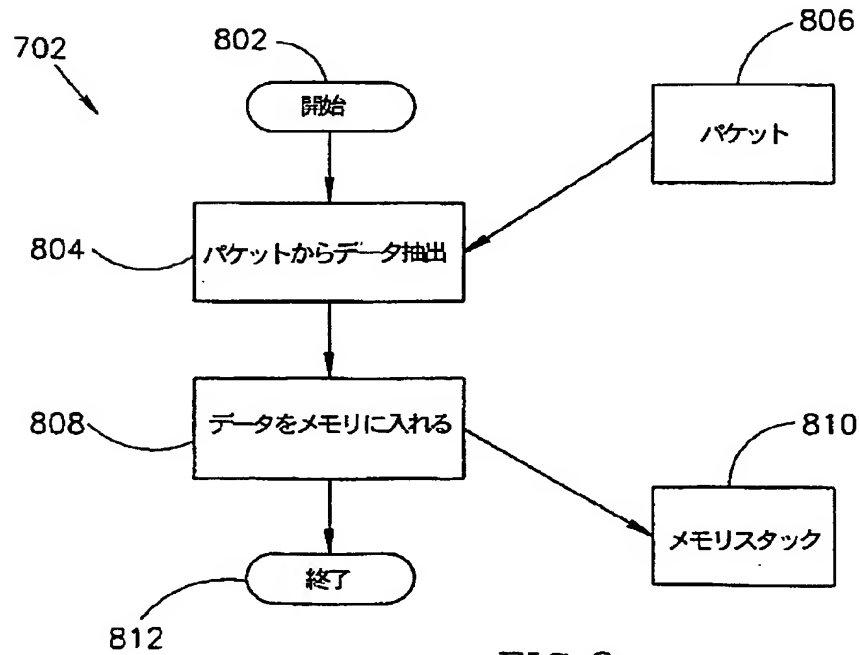 802
806
702
開始
パケット
804
パケットからデータ抽出
808
データをメモリに入れる
810
メモリスタック
終了
812